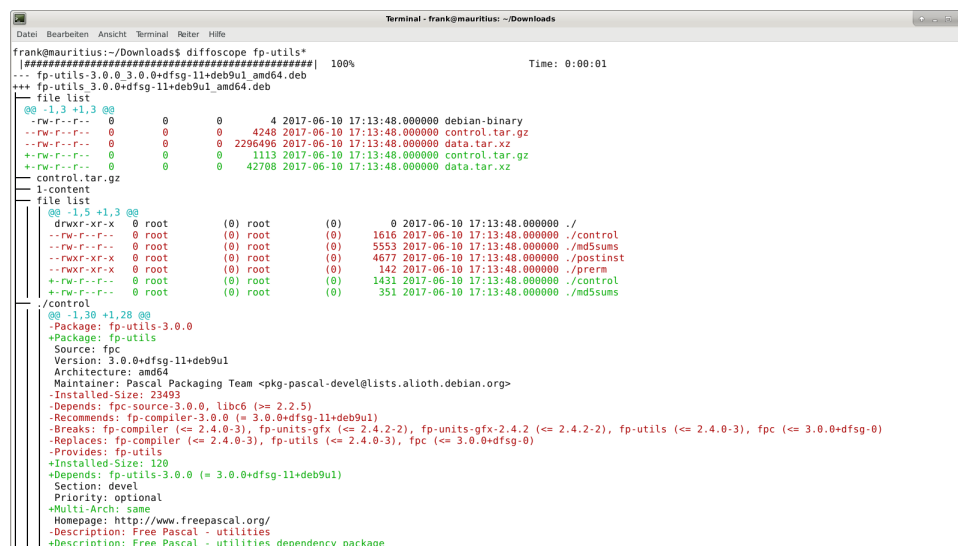 Terminal - frank@mauritius: ~/Downloads
Datei Bearbeiten Ansicht Terminal Reiter Hilfe
frank@mauritius:~/Downloads$ diffoscope fp-utils*
|################################################| 100% Time: 0:00:01
--- fp-utils-3.0.0_3.0.0+dfsg-11+deb9u1_amd64.deb
+++ fp-utils_3.0.0+dfsg-11+deb9u1_amd64.deb
file list
@@ -1,3 +1,3 @@
-rw-r--r-- 0 0 0 4 2017-06-10 17:13:48.000000 debian-binary
--rw-r--r-- 0 0 0 4248 2017-06-10 17:13:48.000000 control.tar.gz
--rw-r--r-- 0 0 0 2296496 2017-06-10 17:13:48.000000 data.tar.xz
+-rw-r--r-- 0 0 0 1113 2017-06-10 17:13:48.000000 control.tar.gz
+-rw-r--r-- 0 0 0 42708 2017-06-10 17:13:48.000000 data.tar.xz
control.tar.gz
1-content
file list
@@ -1,5 +1,3 @@
drwxr-xr-x 0 root (0) root (0) 0 2017-06-10 17:13:48.000000 ./
--rw-r--r-- 0 root (0) root (0) 1616 2017-06-10 17:13:48.000000 ./control
--rw-r--r-- 0 root (0) root (0) 5553 2017-06-10 17:13:48.000000 ./md5sums
--rwxr-xr-x 0 root (0) root (0) 4677 2017-06-10 17:13:48.000000 ./postinst
--rwxr-xr-x 0 root (0) root (0) 142 2017-06-10 17:13:48.000000 ./prerm
+-rw-r--r-- 0 root (0) root (0) 1431 2017-06-10 17:13:48.000000 ./control
+-rw-r--r-- 0 root (0) root (0) 351 2017-06-10 17:13:48.000000 ./md5sums
./control
@@ -1,30 +1,28 @@
-Package: fp-utils-3.0.0
+Package: fp-utils
Source: fpc
Version: 3.0.0+dfsg-11+deb9u1
Architecture: amd64
Maintainer: Pascal Packaging Team <pkg-pascal-devel@lists.alioth.debian.org>
-Installed-Size: 23493
-Depends: fpc-source-3.0.0, libc6 (>= 2.2.5)
-Recommends: fp-compiler-3.0.0 (= 3.0.0+dfsg-11+deb9u1)
-Breaks: fp-compiler (<= 2.4.0-3), fp-units-gfx (<= 2.4.2-2), fp-units-gfx-2.4.2 (<= 2.4.2-2), fp-utils (<= 2.4.0-3), fpc (<= 3.0.0+dfsg-0)
-Replaces: fp-compiler (<= 2.4.0-3), fp-utils (<= 2.4.0-3), fpc (<= 3.0.0+dfsg-0)
-Provides: fp-utils
+Installed-Size: 120
+Depends: fp-utils-3.0.0 (= 3.0.0+dfsg-11+deb9u1)
Section: devel
Priority: optional
+Multi-Arch: same
Homepage: http://www.freepascal.org/
-Description: Free Pascal - utilities
+Description: Free Pascal - utilities dependency package